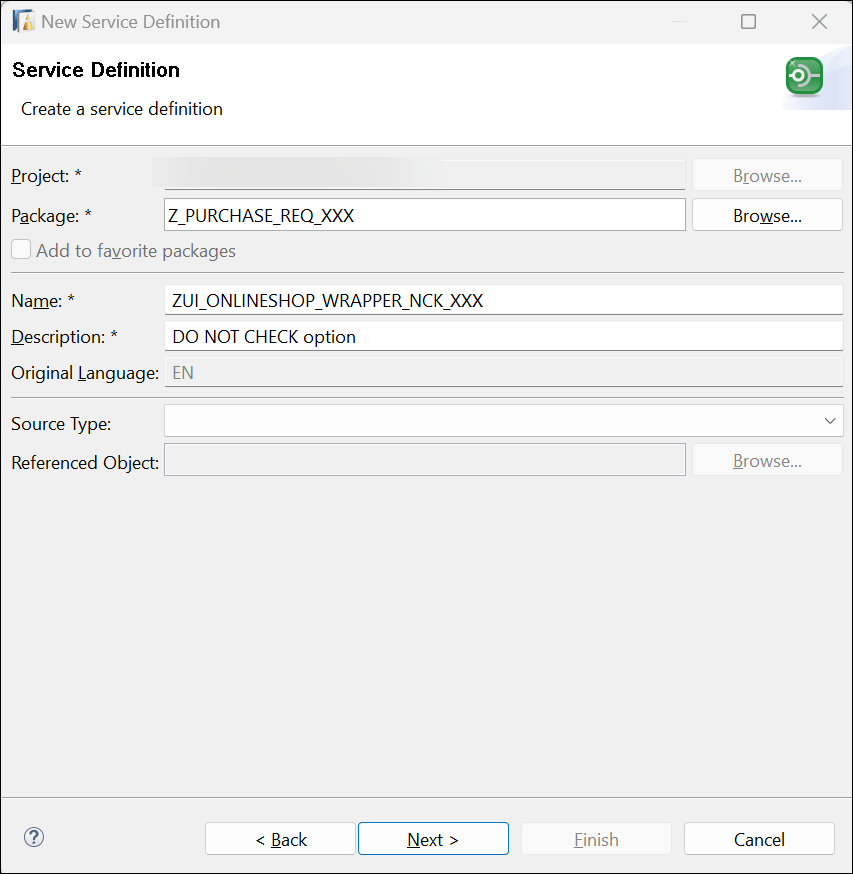 New Service Definition
Service Definition
Create a service definition
Project: *
Browse...
Package: * Z_PURCHASE_REQ_XXX Browse...
Add to favorite packages
Name: * ZUI_ONLINESHOP_WRAPPER_NCK_XXX
Description: * DO NOT CHECK option
Original Language: EN
Source Type:
Referenced Object: Browse...
? < Back Next > Finish Cancel